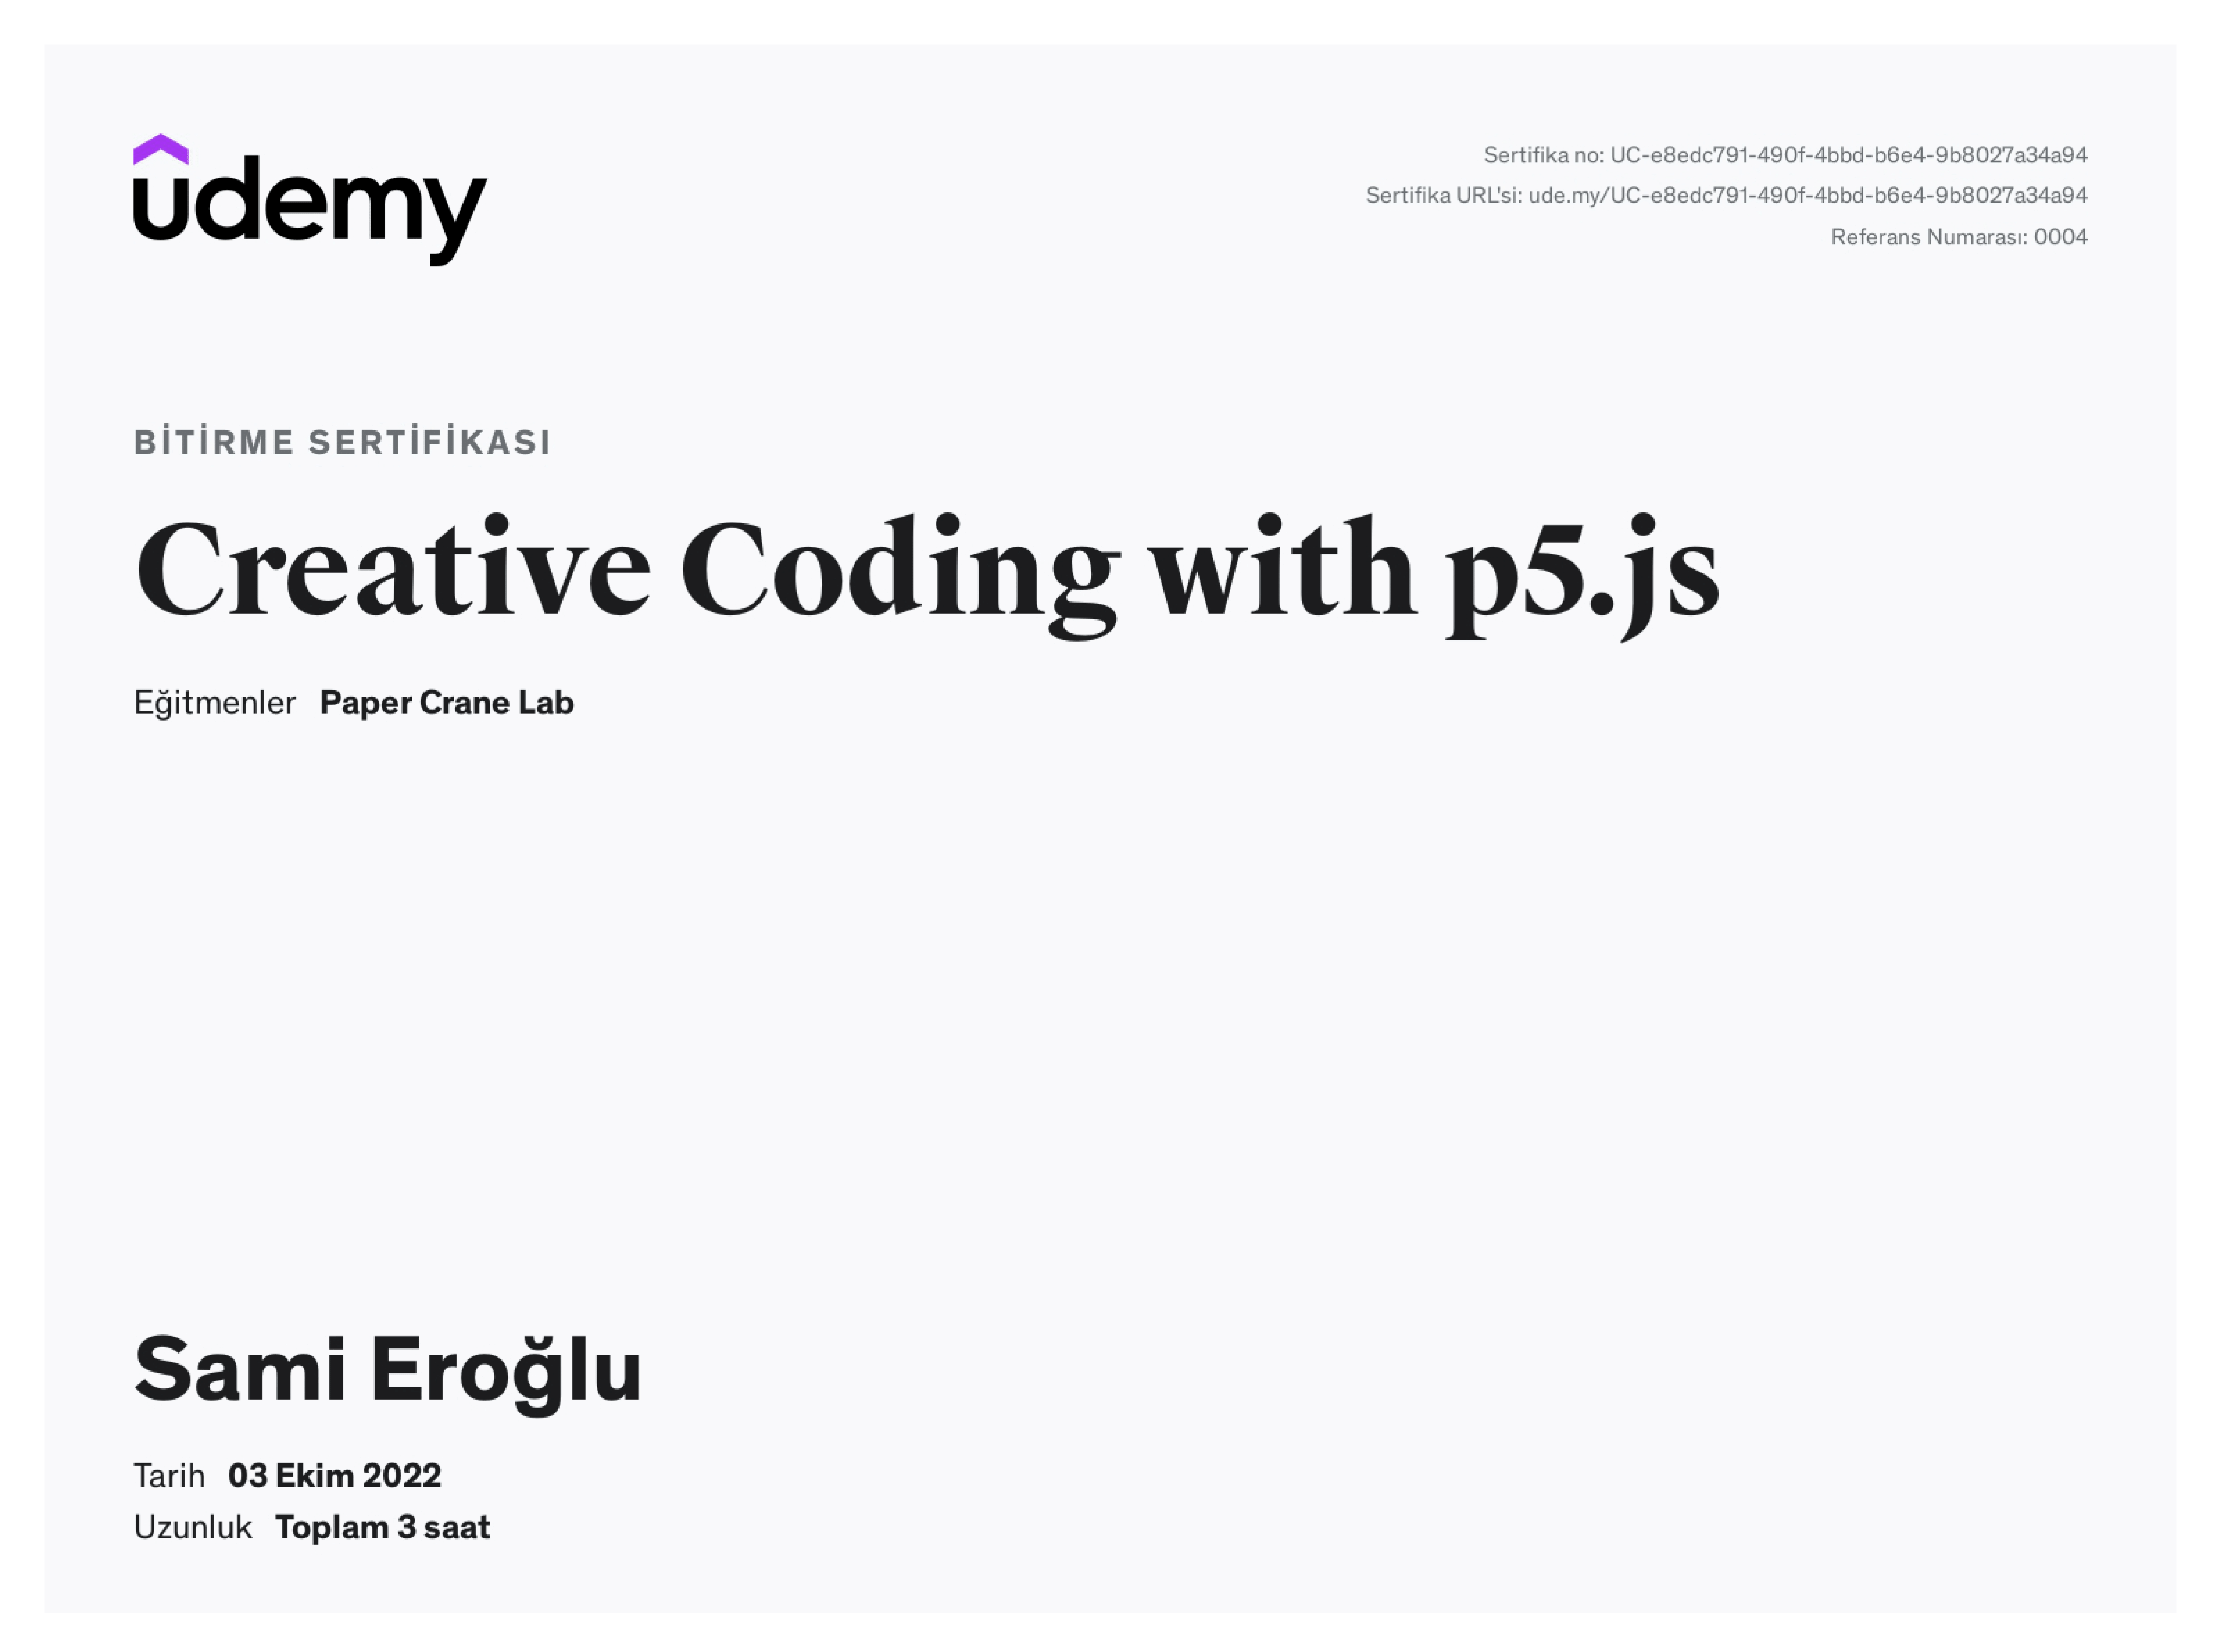 udemy
Sertifika no: UC-e8edc791-490f-4bbd-b6e4-9b8027a34a94
Sertifika URL'si: ude.my/UC-e8edc791-490f-4bbd-b6e4-9b8027a34a94
Referans Numarası: 0004
BİTİRME SERTİFİKASI
Creative Coding with p5.js
Eğitmenler Paper Crane Lab
Sami Eroğlu
Tarih 03 Ekim 2022
Uzunluk Toplam 3 saat